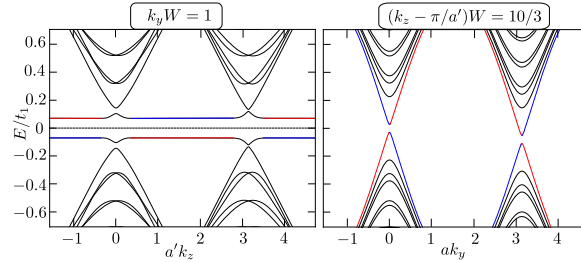 k_yW = 1
(k_z − π/a′)W = 10/3
E/t_1
0.6
0.4
0.2
0
−0.2
−0.4
−0.6
−1 0 1 2 3 4
−1 0 1 2 3 4
a′k_z
ak_y